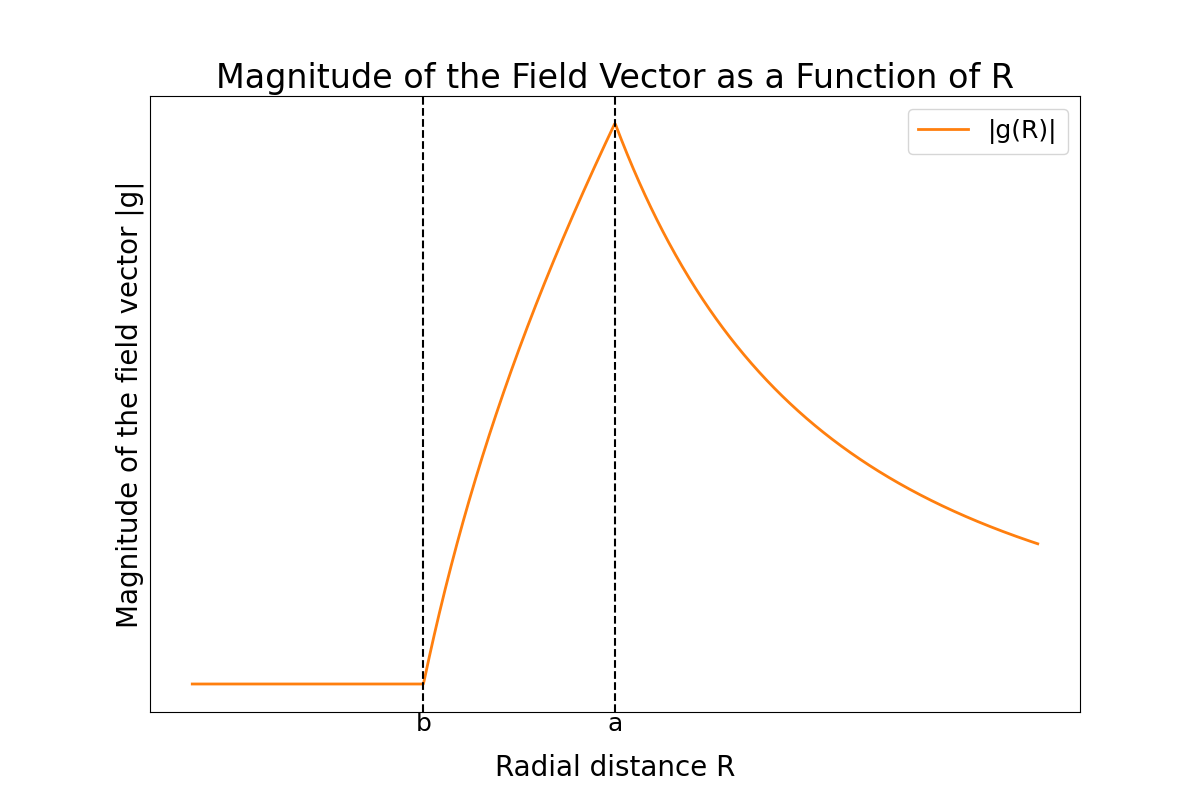 Magnitude of the Field Vector as a Function of R
|g(R)|
Magnitude of the field vector |g|
b
a
Radial distance R